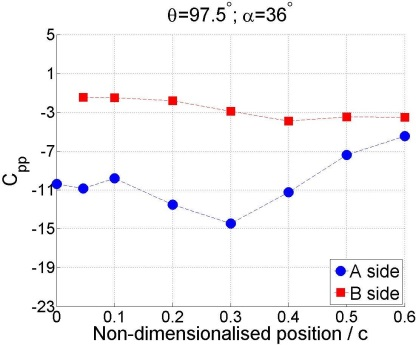 θ=97.5°; α=36°
5
1
-3
-7
-11
-15
-19
-23
C_pp
0 0.1 0.2 0.3 0.4 0.5 0.6
Non-dimensionalised position / c
A side
B side